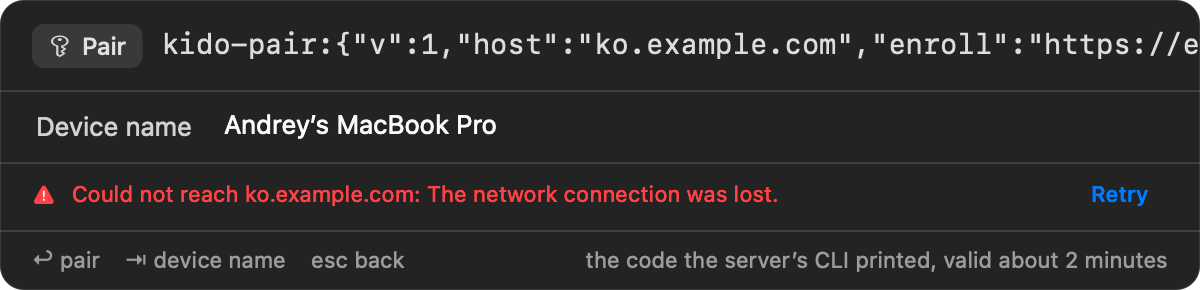 Pair kido-pair:{"v":1,"host":"ko.example.com","enroll":"https://e
Device name Andrey’s MacBook Pro
Could not reach ko.example.com: The network connection was lost. Retry
↩ pair ⇥ device name esc back the code the server’s CLI printed, valid about 2 minutes